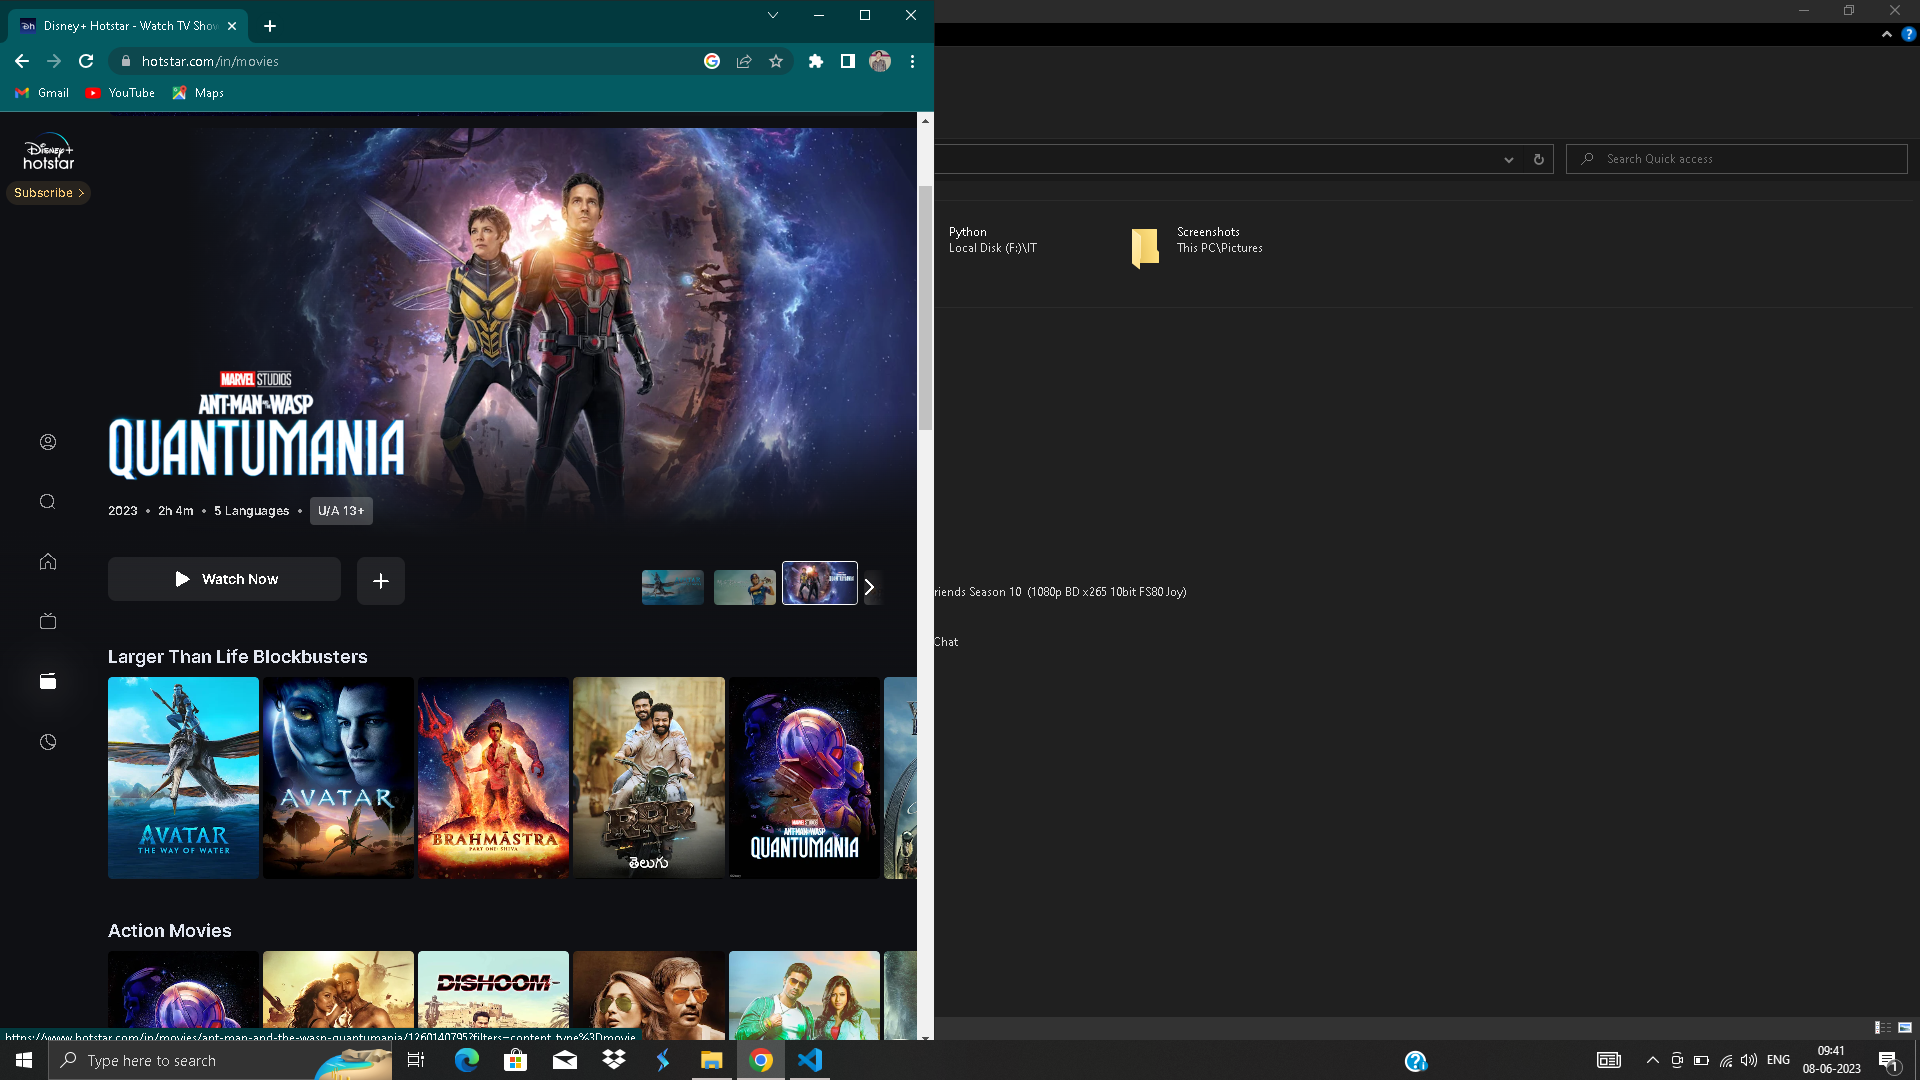 Disney+ Hotstar - Watch TV Show
hotstar.com/in/movies
Gmail
YouTube
Maps
Disney+
hotstar
Subscribe
MARVEL STUDIOS
ANT-MAN AND THE WASP
QUANTUMANIA
2023 • 2h 4m • 5 Languages • U/A 13+
Watch Now
Larger Than Life Blockbusters
AVATAR
THE WAY OF WATER
AVATAR
BRAHMĀSTRA
PART ONE: SHIVA
RRR
తెలుగు
MARVEL STUDIOS
ANT-MAN AND THE WASP
QUANTUMANIA
Action Movies
DISHOOM
https://www.hotstar.com/in/movies/ant-man-and-the-wasp-quantumania/1260140795?filters=content_type%3Dmovie
Search Quick access
Python
Local Disk (F:)\IT
Screenshots
This PC\Pictures
riends Season 10 (1080p BD x265 10bit FS80 Joy)
Chat
Type here to search
ENG
09:41
08-06-2023
1